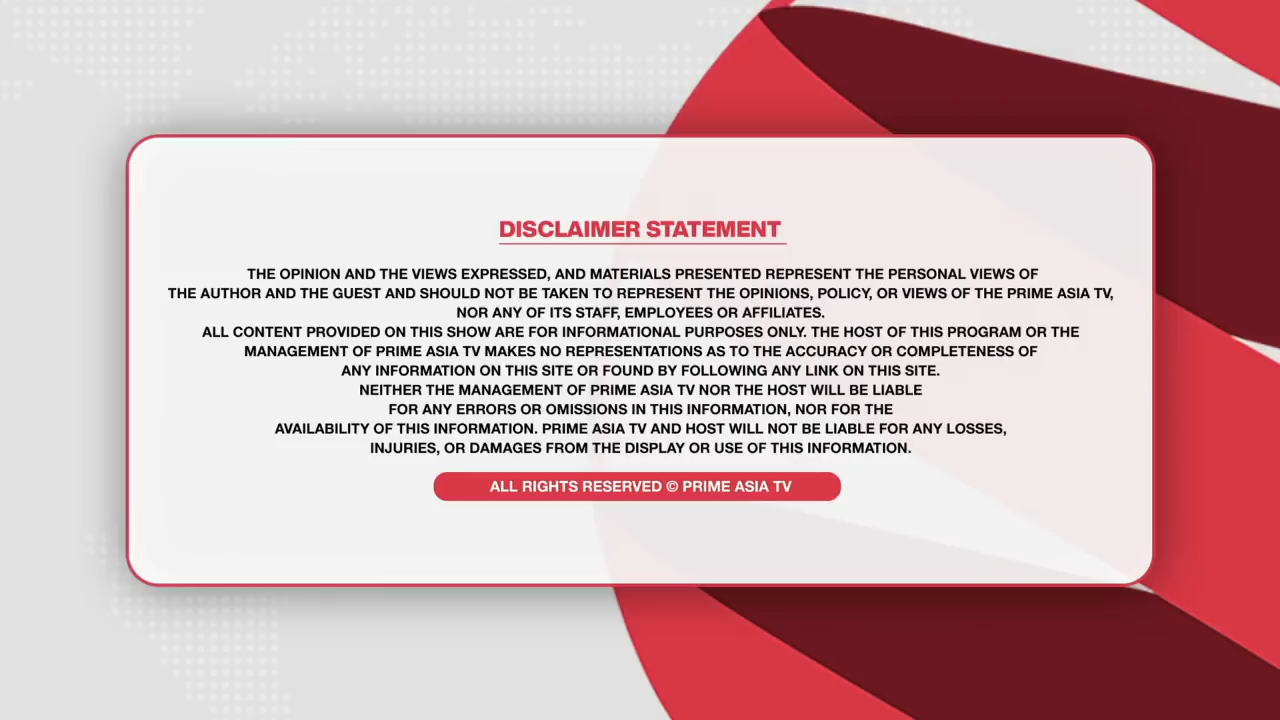 DISCLAIMER STATEMENT
THE OPINION AND THE VIEWS EXPRESSED, AND MATERIALS PRESENTED REPRESENT THE PERSONAL VIEWS OF
THE AUTHOR AND THE GUEST AND SHOULD NOT BE TAKEN TO REPRESENT THE OPINIONS, POLICY, OR VIEWS OF THE PRIME ASIA TV,
NOR ANY OF ITS STAFF, EMPLOYEES OR AFFILIATES.
ALL CONTENT PROVIDED ON THIS SHOW ARE FOR INFORMATIONAL PURPOSES ONLY. THE HOST OF THIS PROGRAM OR THE
MANAGEMENT OF PRIME ASIA TV MAKES NO REPRESENTATIONS AS TO THE ACCURACY OR COMPLETENESS OF
ANY INFORMATION ON THIS SITE OR FOUND BY FOLLOWING ANY LINK ON THIS SITE.
NEITHER THE MANAGEMENT OF PRIME ASIA TV NOR THE HOST WILL BE LIABLE
FOR ANY ERRORS OR OMISSIONS IN THIS INFORMATION, NOR FOR THE
AVAILABILITY OF THIS INFORMATION. PRIME ASIA TV AND HOST WILL NOT BE LIABLE FOR ANY LOSSES,
INJURIES, OR DAMAGES FROM THE DISPLAY OR USE OF THIS INFORMATION.
ALL RIGHTS RESERVED © PRIME ASIA TV